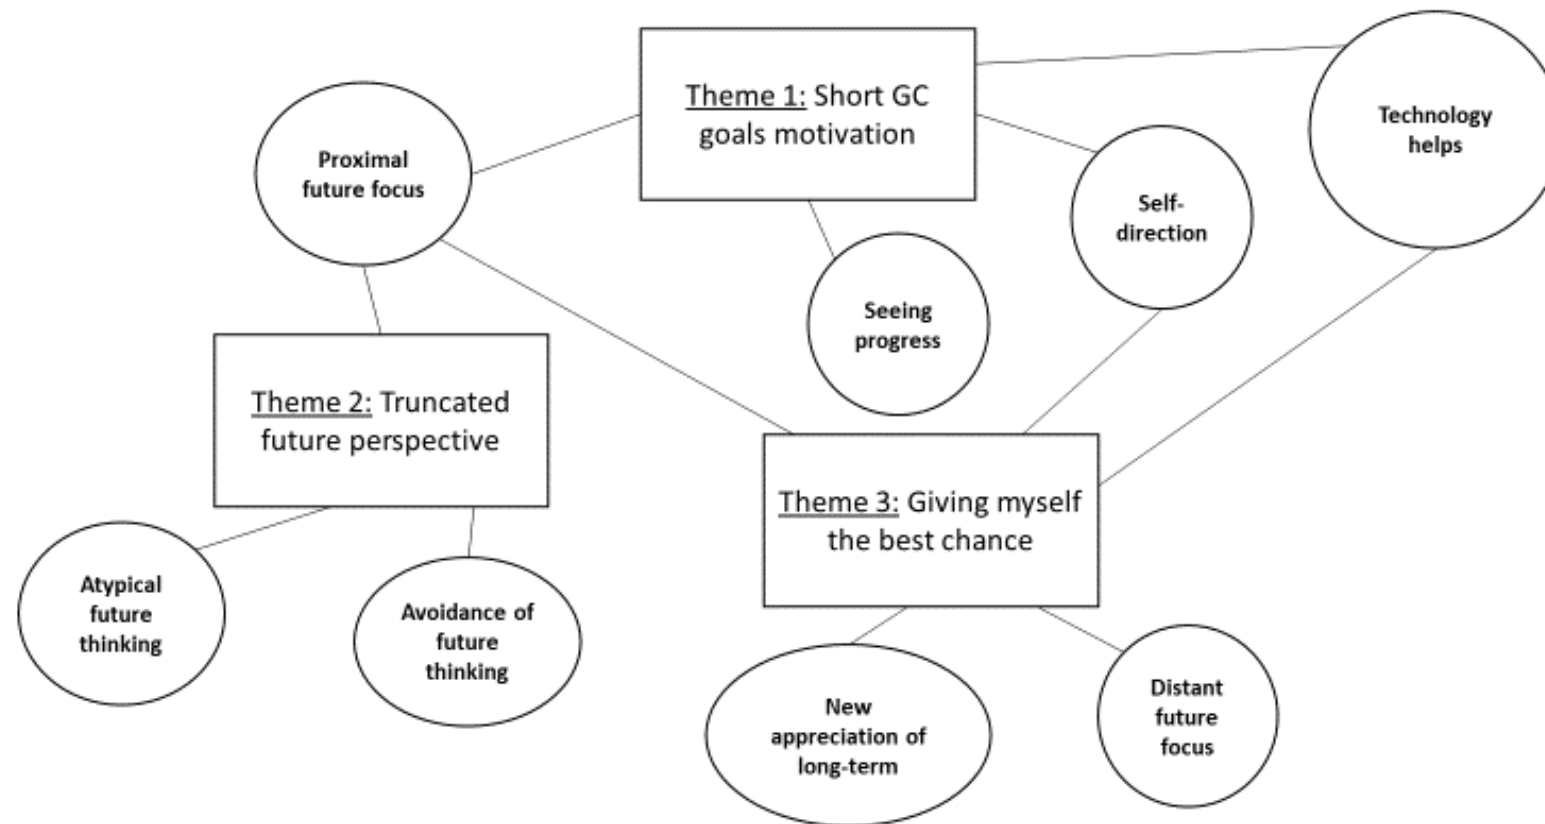 Theme 1: Short GC
goals motivation
Technology
helps
Proximal
future focus
Self-
direction
Seeing
progress
Theme 2: Truncated
future perspective
Theme 3: Giving myself
the best chance
Atypical
future
thinking
Avoidance of
future
thinking
New
appreciation of
long-term
Distant
future
focus